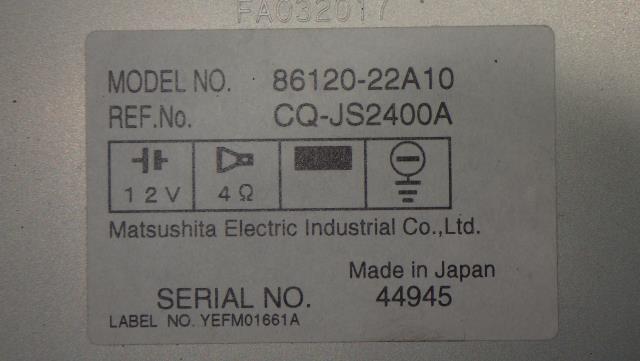 FA032017
MODEL NO. 86120-22A10
REF.No. CQ-JS2400A
12V 4Ω
Matsushita Electric Industrial Co.,Ltd.
Made in Japan
SERIAL NO. 44945
LABEL NO. YEFM01661A